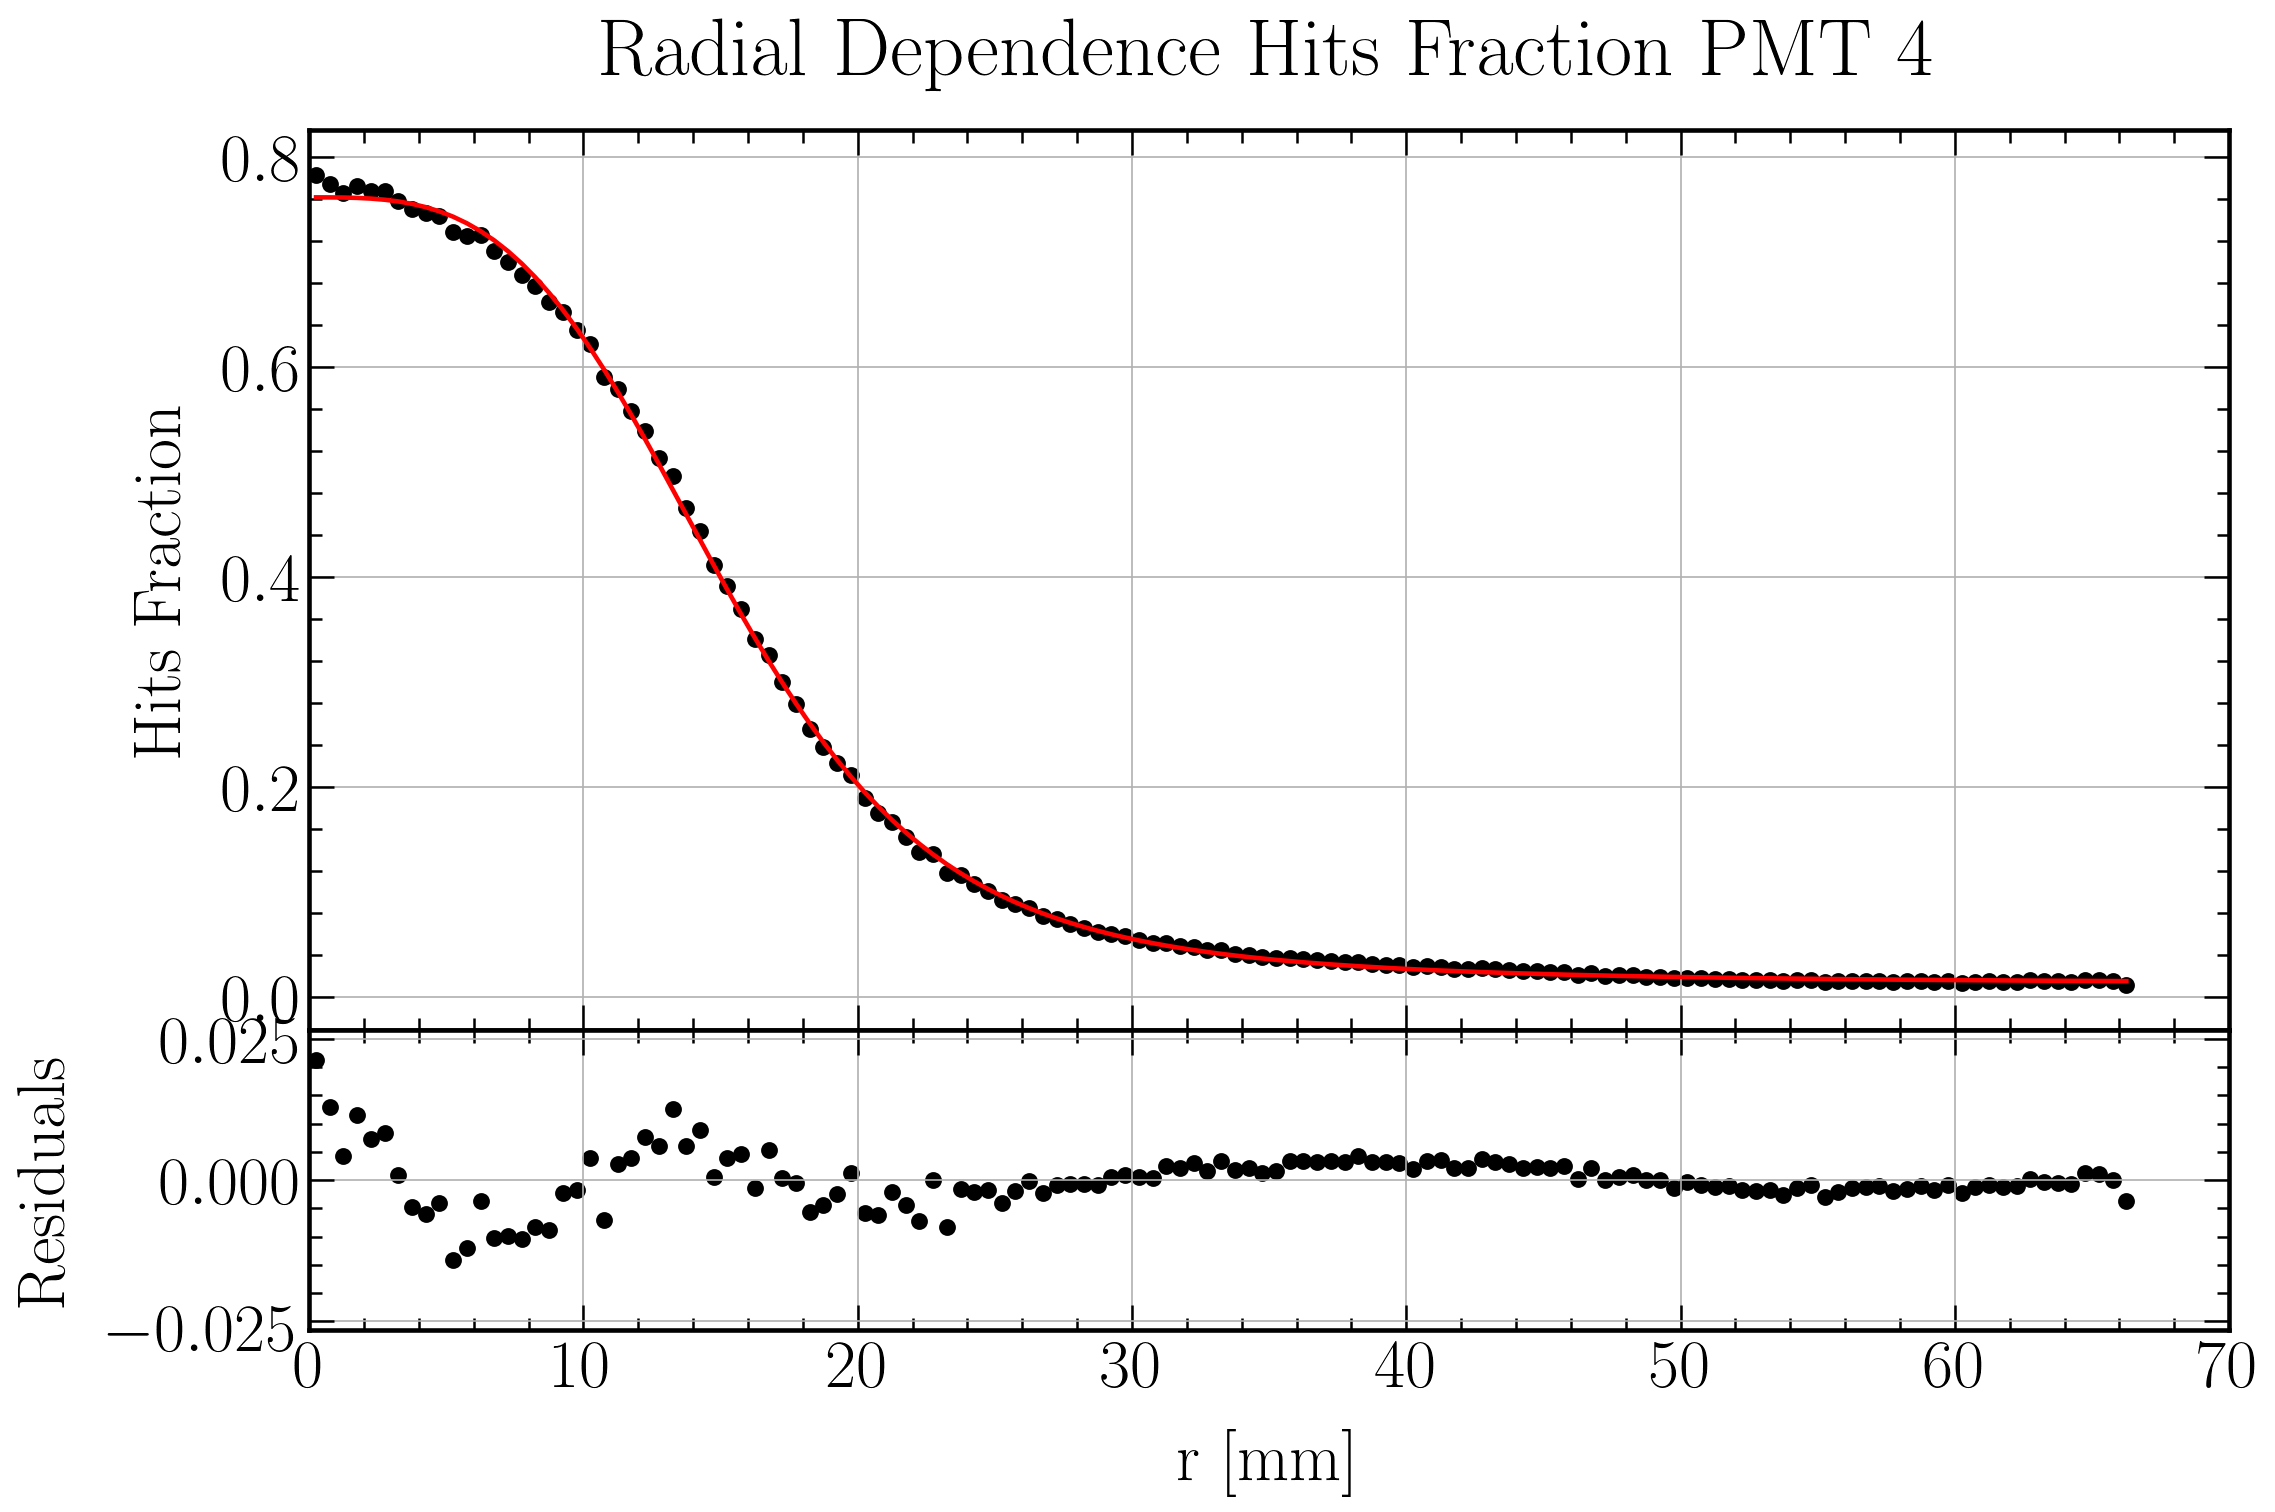 Radial Dependence Hits Fraction PMT 4
0.8
0.6
0.4
0.2
0.0
Hits Fraction
0.025
0.000
−0.025
Residuals
0 10 20 30 40 50 60 70
r [mm]